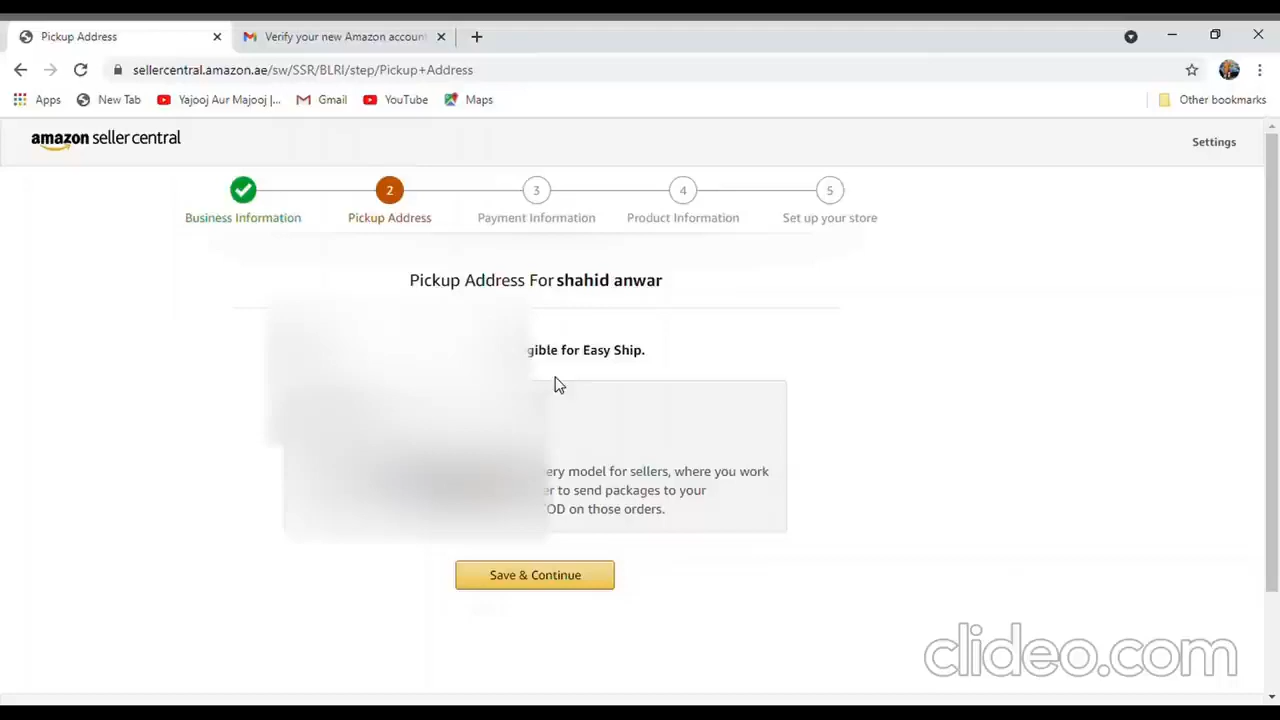 Pickup Address
Verify your new Amazon account
sellercentral.amazon.ae/sw/SSR/BLRI/step/Pickup+Address
Apps New Tab Yajooj Aur Majooj |... Gmail YouTube Maps Other bookmarks
amazon seller central
Settings
2 3 4 5
Business Information Pickup Address Payment Information Product Information Set up your store
Pickup Address For shahid anwar
for Easy Ship.
model for sellers, where you work
to send packages to your
on those orders.
Save & Continue
clideo.com